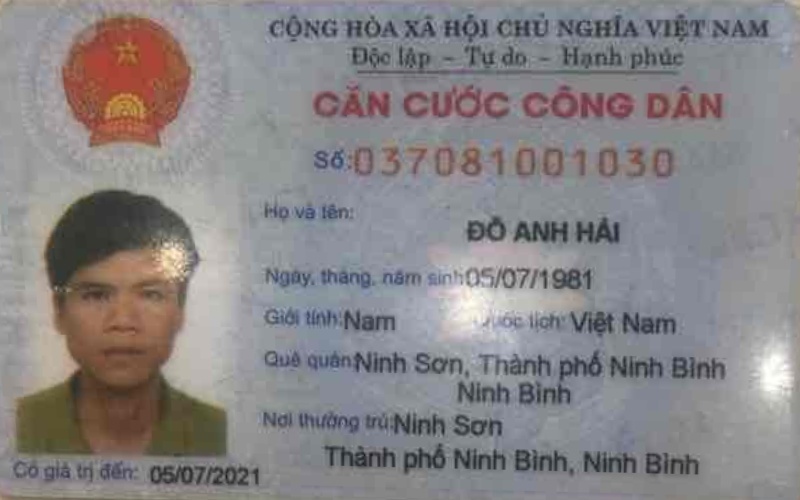 CỘNG HÒA XÃ HỘI CHỦ NGHĨA VIỆT NAM
Độc lập - Tự do - Hạnh phúc
CĂN CƯỚC CÔNG DÂN
Số: 037081001030
Họ và tên:
ĐỖ ANH HẢI
Ngày, tháng, năm sinh: 05/07/1981
Giới tính: Nam Quốc tịch: Việt Nam
Quê quán: Ninh Sơn, Thành phố Ninh Bình
Ninh Bình
Nơi thường trú: Ninh Sơn
Thành phố Ninh Bình, Ninh Bình
Có giá trị đến: 05/07/2021